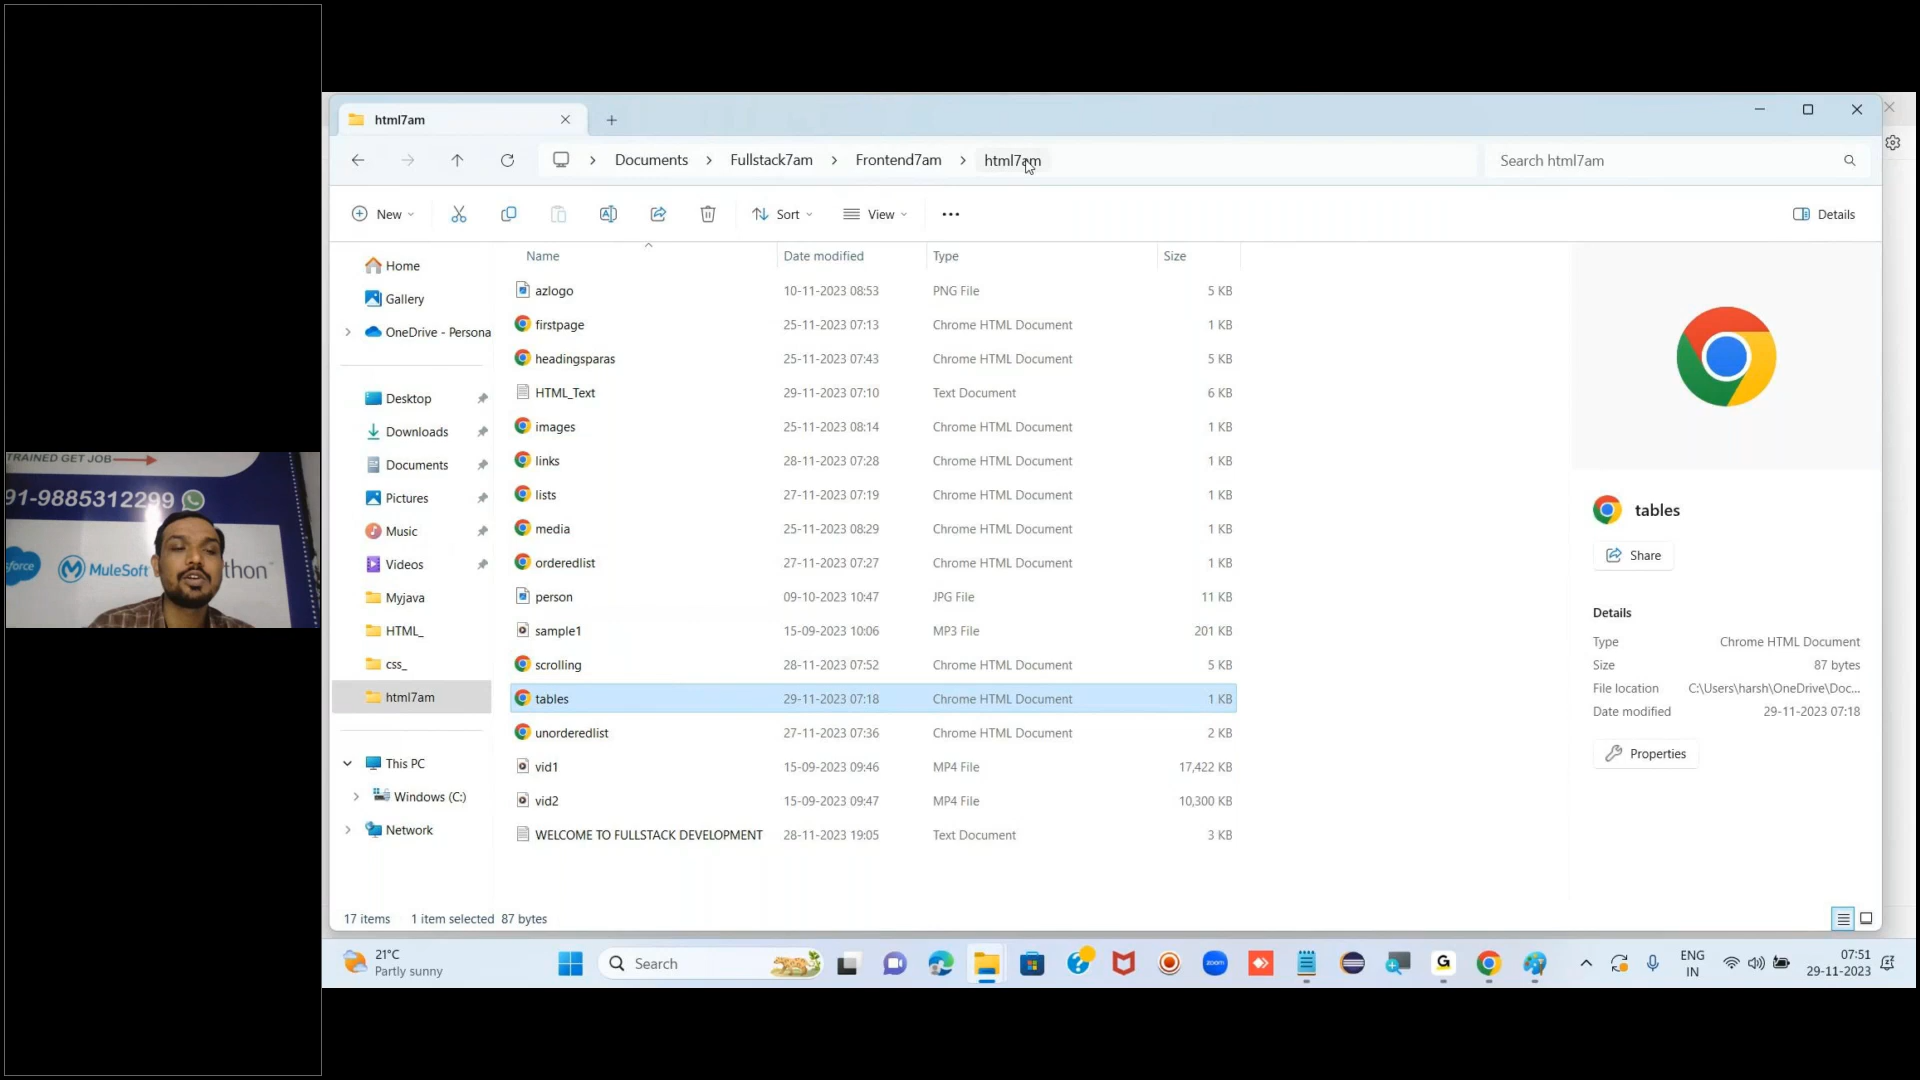 html7am
Documents
Fullstack7am
Frontend7am
html7am
Search html7am
New
Sort
View
Details
Name
Date modified
Type
Size
Home
Gallery
OneDrive - Persona
Desktop
Downloads
Documents
Pictures
Music
Videos
Myjava
HTML_
css_
html7am
This PC
Windows (C:)
Network
azlogo 10-11-2023 08:53 PNG File 5 KB
firstpage 25-11-2023 07:13 Chrome HTML Document 1 KB
headingsparas 25-11-2023 07:43 Chrome HTML Document 5 KB
HTML_Text 29-11-2023 07:10 Text Document 6 KB
images 25-11-2023 08:14 Chrome HTML Document 1 KB
links 28-11-2023 07:28 Chrome HTML Document 1 KB
lists 27-11-2023 07:19 Chrome HTML Document 1 KB
media 25-11-2023 08:29 Chrome HTML Document 1 KB
orderedlist 27-11-2023 07:27 Chrome HTML Document 1 KB
person 09-10-2023 10:47 JPG File 11 KB
sample1 15-09-2023 10:06 MP3 File 201 KB
scrolling 28-11-2023 07:52 Chrome HTML Document 5 KB
tables 29-11-2023 07:18 Chrome HTML Document 1 KB
unorderedlist 27-11-2023 07:36 Chrome HTML Document 2 KB
vid1 15-09-2023 09:46 MP4 File 17,422 KB
vid2 15-09-2023 09:47 MP4 File 10,300 KB
WELCOME TO FULLSTACK DEVELOPMENT 28-11-2023 19:05 Text Document 3 KB
tables
Share
Details
Type Chrome HTML Document
Size 87 bytes
File location C:\Users\harsh\OneDrive\Doc...
Date modified 29-11-2023 07:18
Properties
17 items 1 item selected 87 bytes
21°C
Partly sunny
Search
zoom
G
ENG
IN
07:51
29-11-2023
TRAINED GET JOB
91-9885312299
force
MuleSoft
thon